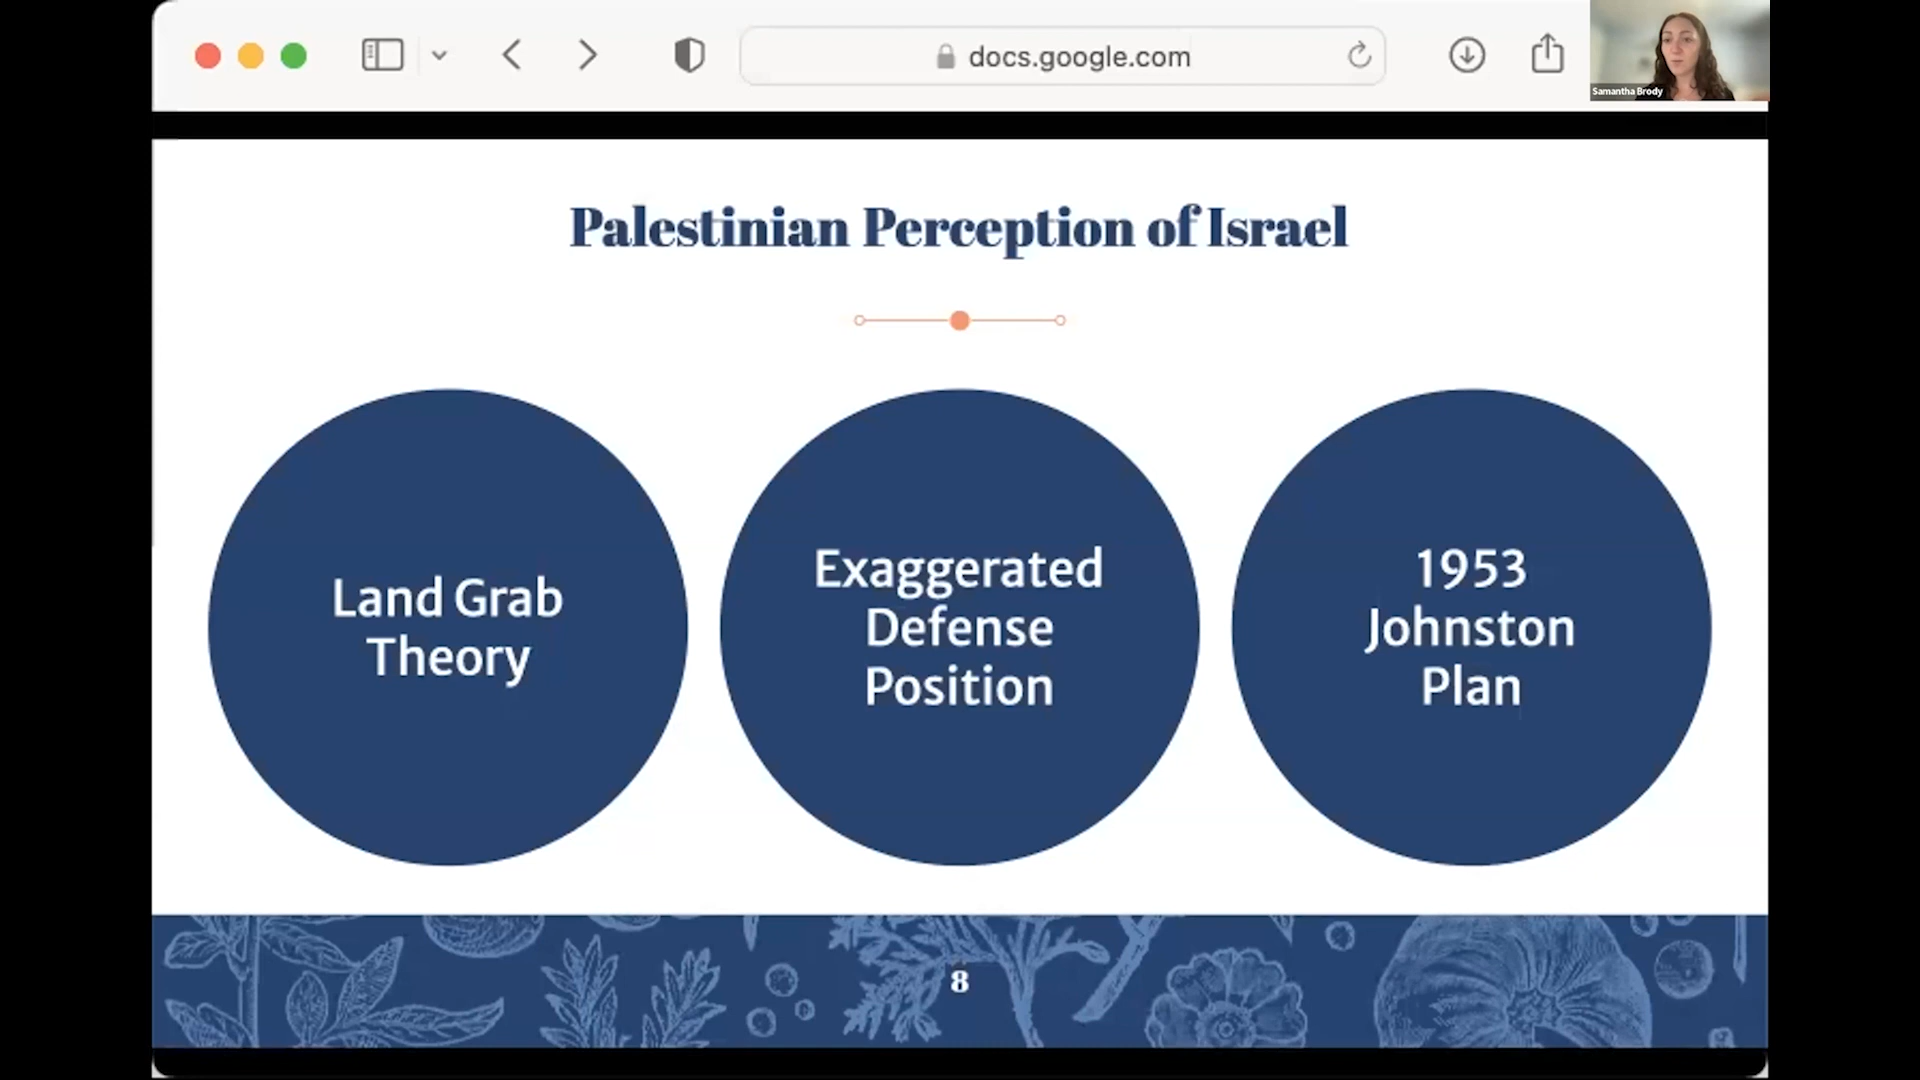 docs.google.com
Samantha Brody
Palestinian Perception of Israel
Land Grab
Theory
Exaggerated
Defense
Position
1953
Johnston
Plan
8